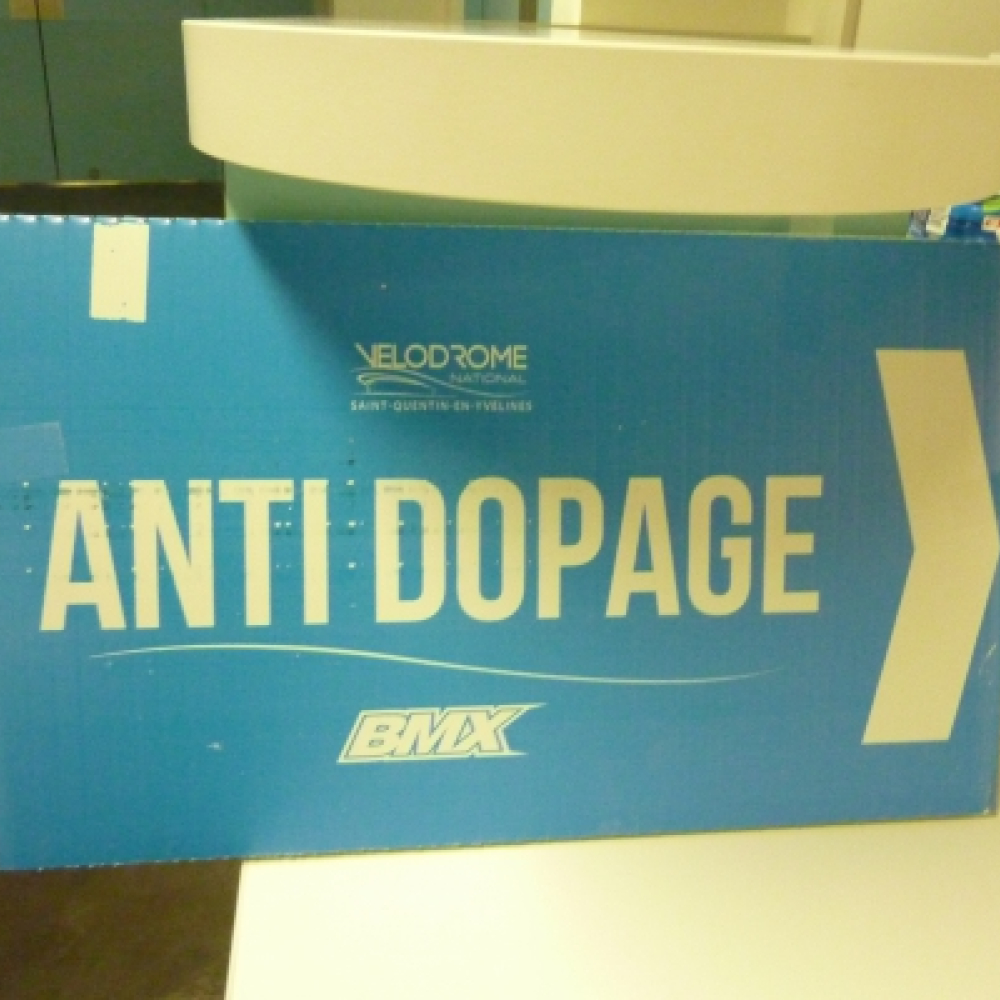 VELODROME
NATIONAL
SAINT-QUENTIN-EN-YVELINES
ANTI DOPAGE
BMX